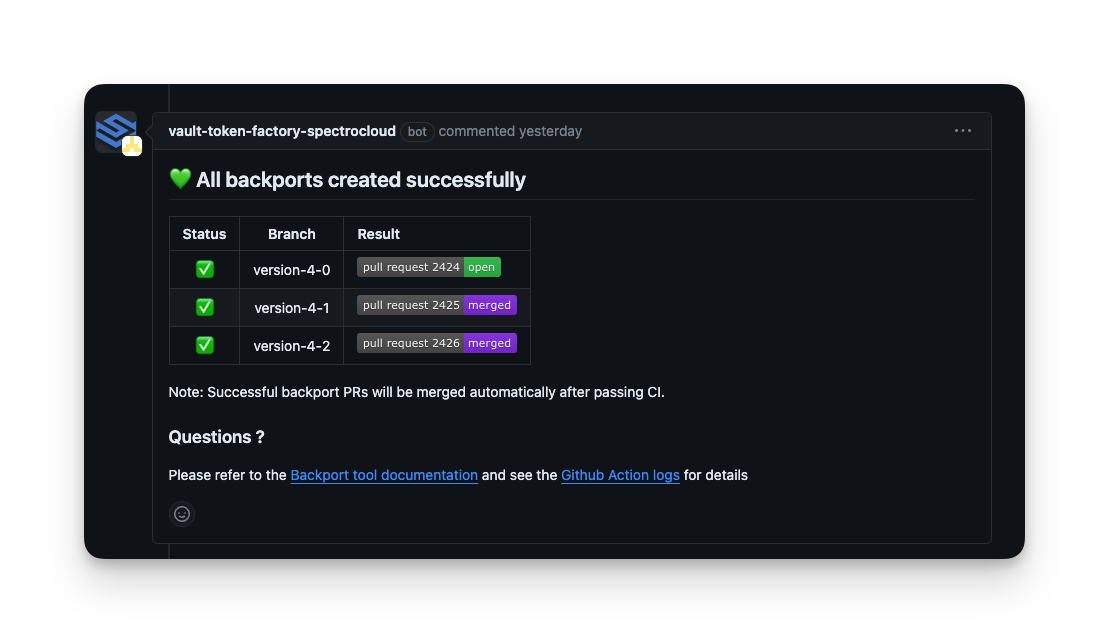 vault-token-factory-spectrocloud bot commented yesterday
💚 All backports created successfully
Status Branch Result
✅ version-4-0 pull request 2424 open
✅ version-4-1 pull request 2425 merged
✅ version-4-2 pull request 2426 merged
Note: Successful backport PRs will be merged automatically after passing CI.
Questions ?
Please refer to the Backport tool documentation and see the Github Action logs for details